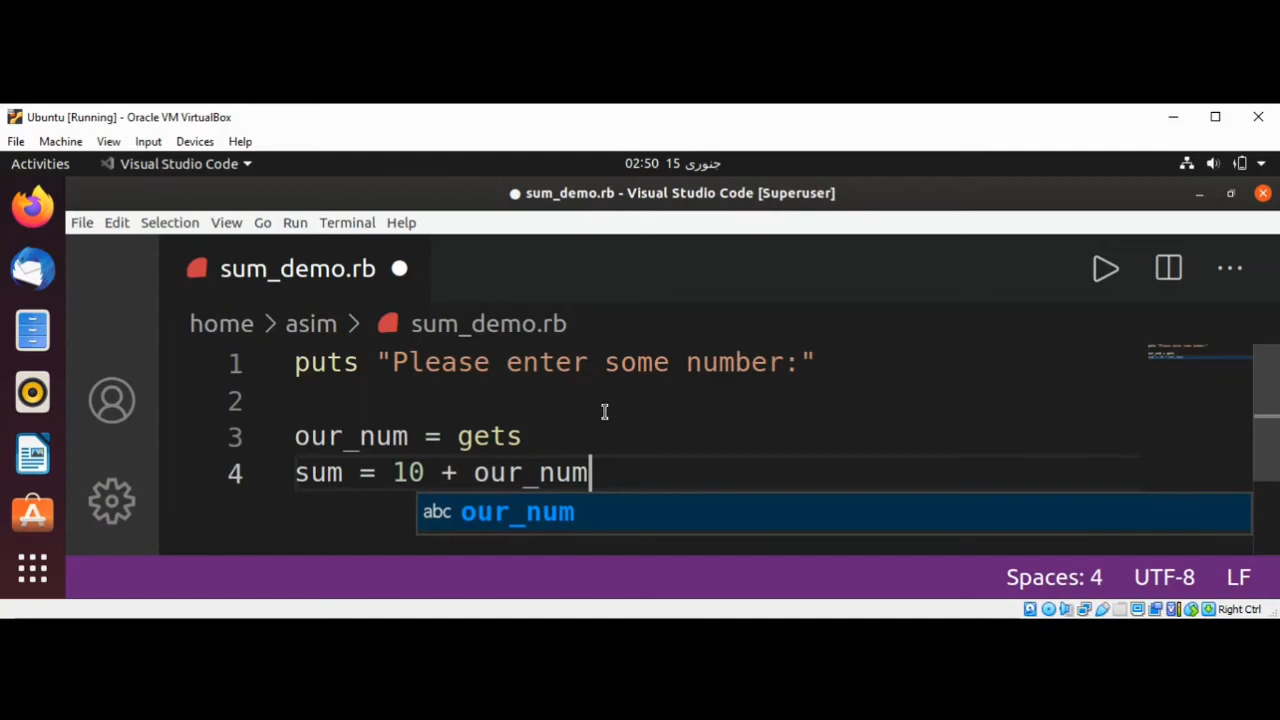 Ubuntu [Running] - Oracle VM VirtualBox
File Machine View Input Devices Help
Activities Visual Studio Code 02:50 15 جنوری
● sum_demo.rb - Visual Studio Code [Superuser]
File Edit Selection View Go Run Terminal Help
sum_demo.rb
home > asim > sum_demo.rb
1 puts "Please enter some number:"
2
3 our_num = gets
4 sum = 10 + our_num
abc our_num
Spaces: 4 UTF-8 LF
Right Ctrl